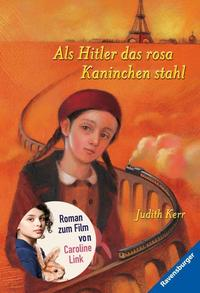 Als Hitler das rosa
Kaninchen stahl
Judith Kerr
Roman
zum Film
von
Caroline
Link
Ravensburger